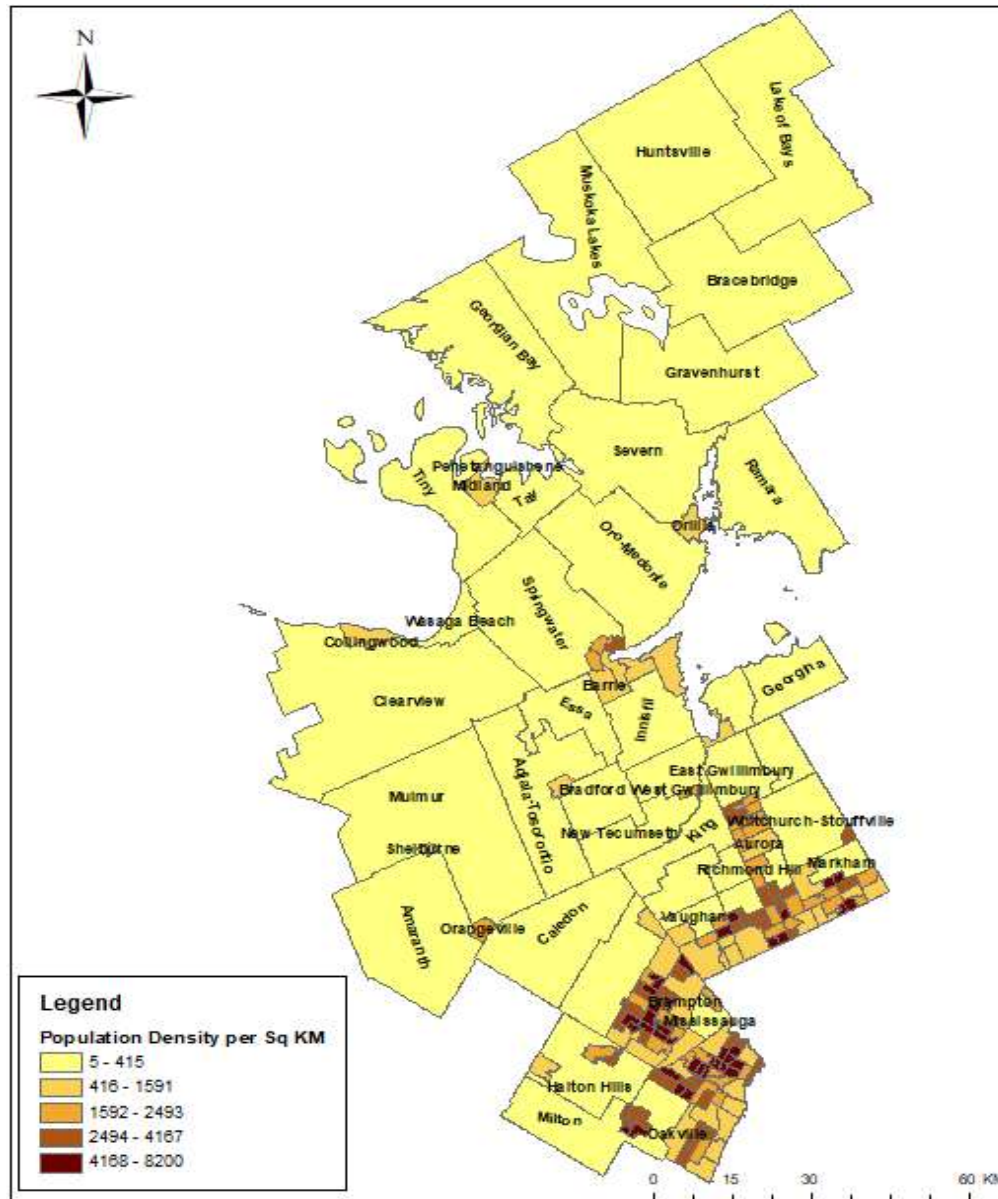 N
Lake of Bays
Huntsville
Muskoka Lakes
Bracebridge
Georgian Bay
Gravenhurst
Severn
Ramara
Penetanguishene
Midland
Tiny
Tay
Orillia
Oro-Medonte
Springwater
Wasaga Beach
Collingwood
Clearview
Barrie
Essa
Innisfil
Georgina
East Gwillimbury
Bradford West Gwillimbury
Mulmur
Adjala-Tosorontio
New Tecumseth
King
Whitchurch-Stouffville
Aurora
Shelburne
Richmond Hill
Markham
Vaughan
Amaranth
Orangeville
Caledon
Brampton
Mississauga
Halton Hills
Milton
Oakville
Legend
Population Density per Sq KM
5 - 415
416 - 1591
1592 - 2493
2494 - 4167
4168 - 8200
0 15 30 60 KM